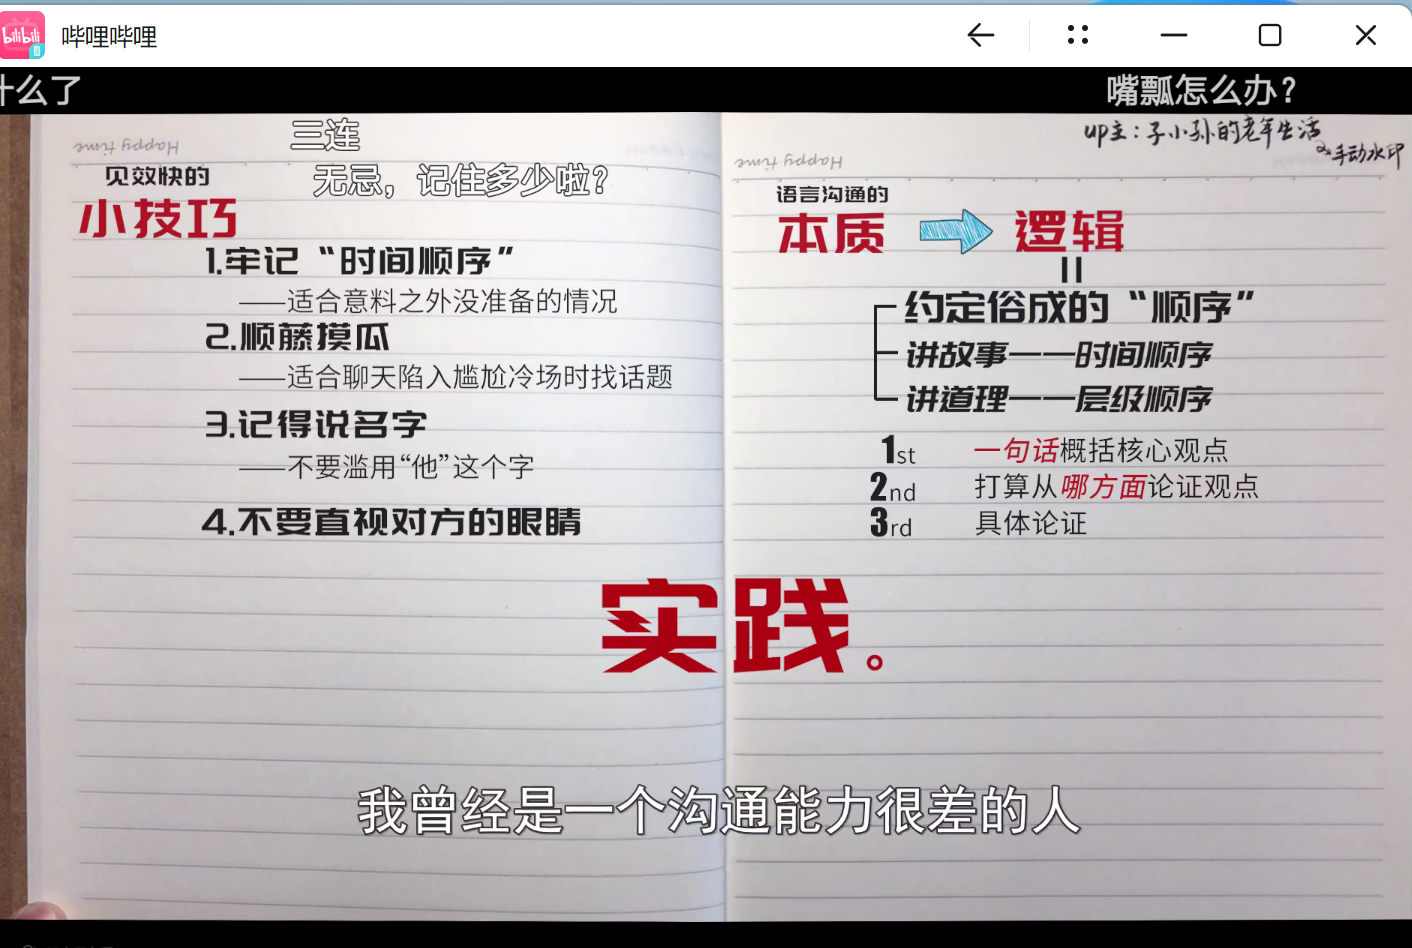 bilibili
哔哩哔哩
什么了
嘴瓢怎么办？
三连
无忌，记住多少啦？
Happy time
见效快的
小技巧
1.牢记“时间顺序”
——适合意料之外没准备的情况
2.顺藤摸瓜
——适合聊天陷入尴尬冷场时找话题
3.记得说名字
——不要滥用“他”这个字
4.不要直视对方的眼睛
up主：子小孙的老年生活
手动水印
Happy time
语言沟通的
本质
逻辑
约定俗成的“顺序”
讲故事——时间顺序
讲道理——层级顺序
1st 一句话概括核心观点
2nd 打算从哪方面论证观点
3rd 具体论证
实践。
我曾经是一个沟通能力很差的人